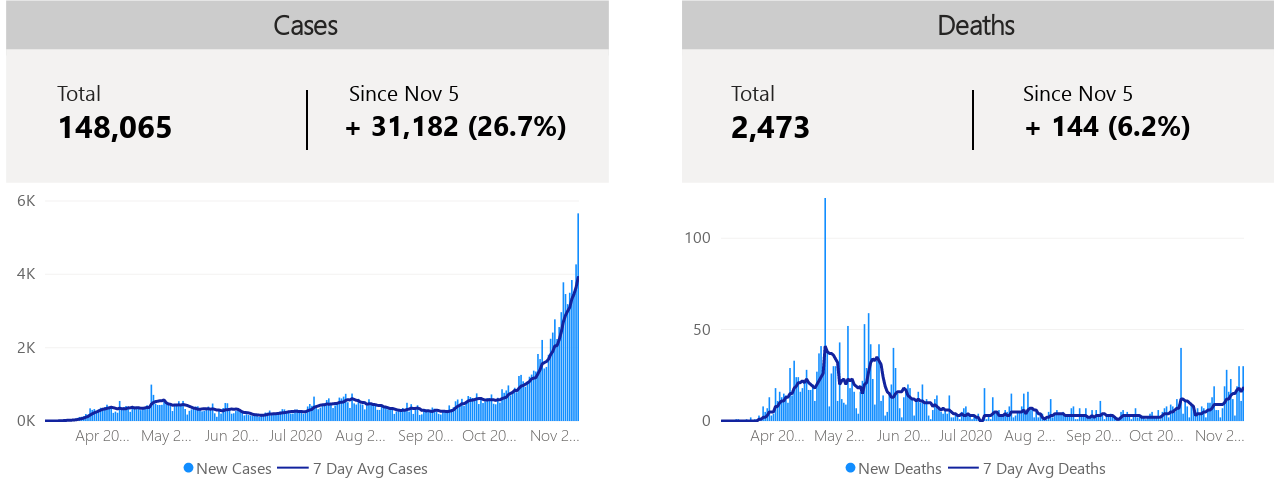 Cases
Total
148,065
Since Nov 5
+ 31,182 (26.7%)
6K
4K
2K
0K
Apr 20... May 2... Jun 20... Jul 2020 Aug 2... Sep 20... Oct 20... Nov 2...
New Cases 7 Day Avg Cases
Deaths
Total
2,473
Since Nov 5
+ 144 (6.2%)
100
50
0
Apr 20... May 2... Jun 20... Jul 2020 Aug 2... Sep 20... Oct 20... Nov 2...
New Deaths 7 Day Avg Deaths